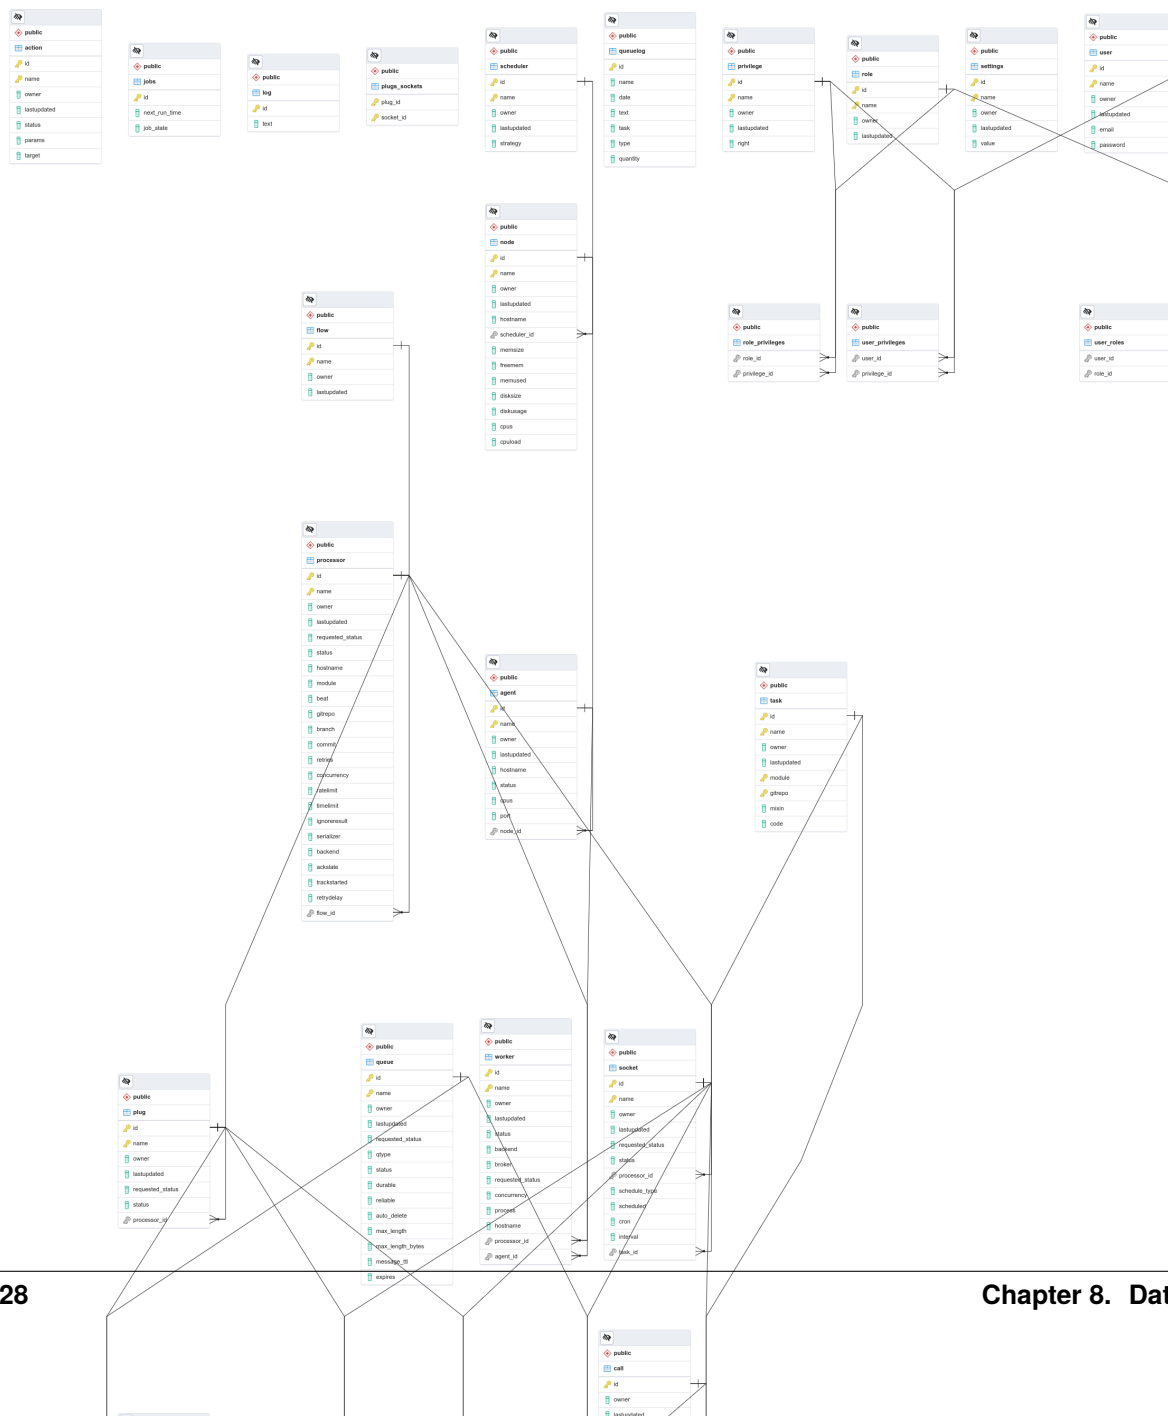 public
action
id
name
owner
lastupdated
status
params
target
public
jobs
id
next_run_time
job_state
public
log
id
text
public
plugs_sockets
plug_id
socket_id
public
scheduler
id
name
owner
lastupdated
strategy
public
queuelog
id
name
date
text
task
type
quantity
public
privilege
id
name
owner
lastupdated
right
public
role
id
name
owner
lastupdated
public
settings
id
name
owner
lastupdated
value
public
user
id
name
owner
lastupdated
email
password
public
node
id
name
owner
lastupdated
hostname
scheduler_id
memsize
freemem
memused
disksize
diskusage
cpus
cpuload
public
flow
id
name
owner
lastupdated
public
role_privileges
role_id
privilege_id
public
user_privileges
user_id
privilege_id
public
user_roles
user_id
role_id
public
processor
id
name
owner
lastupdated
requested_status
status
hostname
module
beat
gitrepo
branch
commit
retries
concurrency
ratelimit
timelimit
ignoreresult
serializer
backend
ackstate
trackstarted
retrydelay
flow_id
public
agent
id
name
owner
lastupdated
hostname
status
cpus
port
node_id
public
task
id
name
owner
lastupdated
module
gitrepo
mixin
code
public
plug
id
name
owner
lastupdated
requested_status
status
processor_id
public
queue
id
name
owner
lastupdated
requested_status
qtype
status
durable
reliable
auto_delete
max_length
max_length_bytes
message_ttl
expires
public
worker
id
name
owner
lastupdated
status
backend
broker
requested_status
concurrency
process
hostname
processor_id
agent_id
public
socket
id
name
owner
lastupdated
requested_status
status
processor_id
schedule_type
scheduled
cron
interval
task_id
28
Chapter 8. Dat
public
call
id
owner
lastupdated